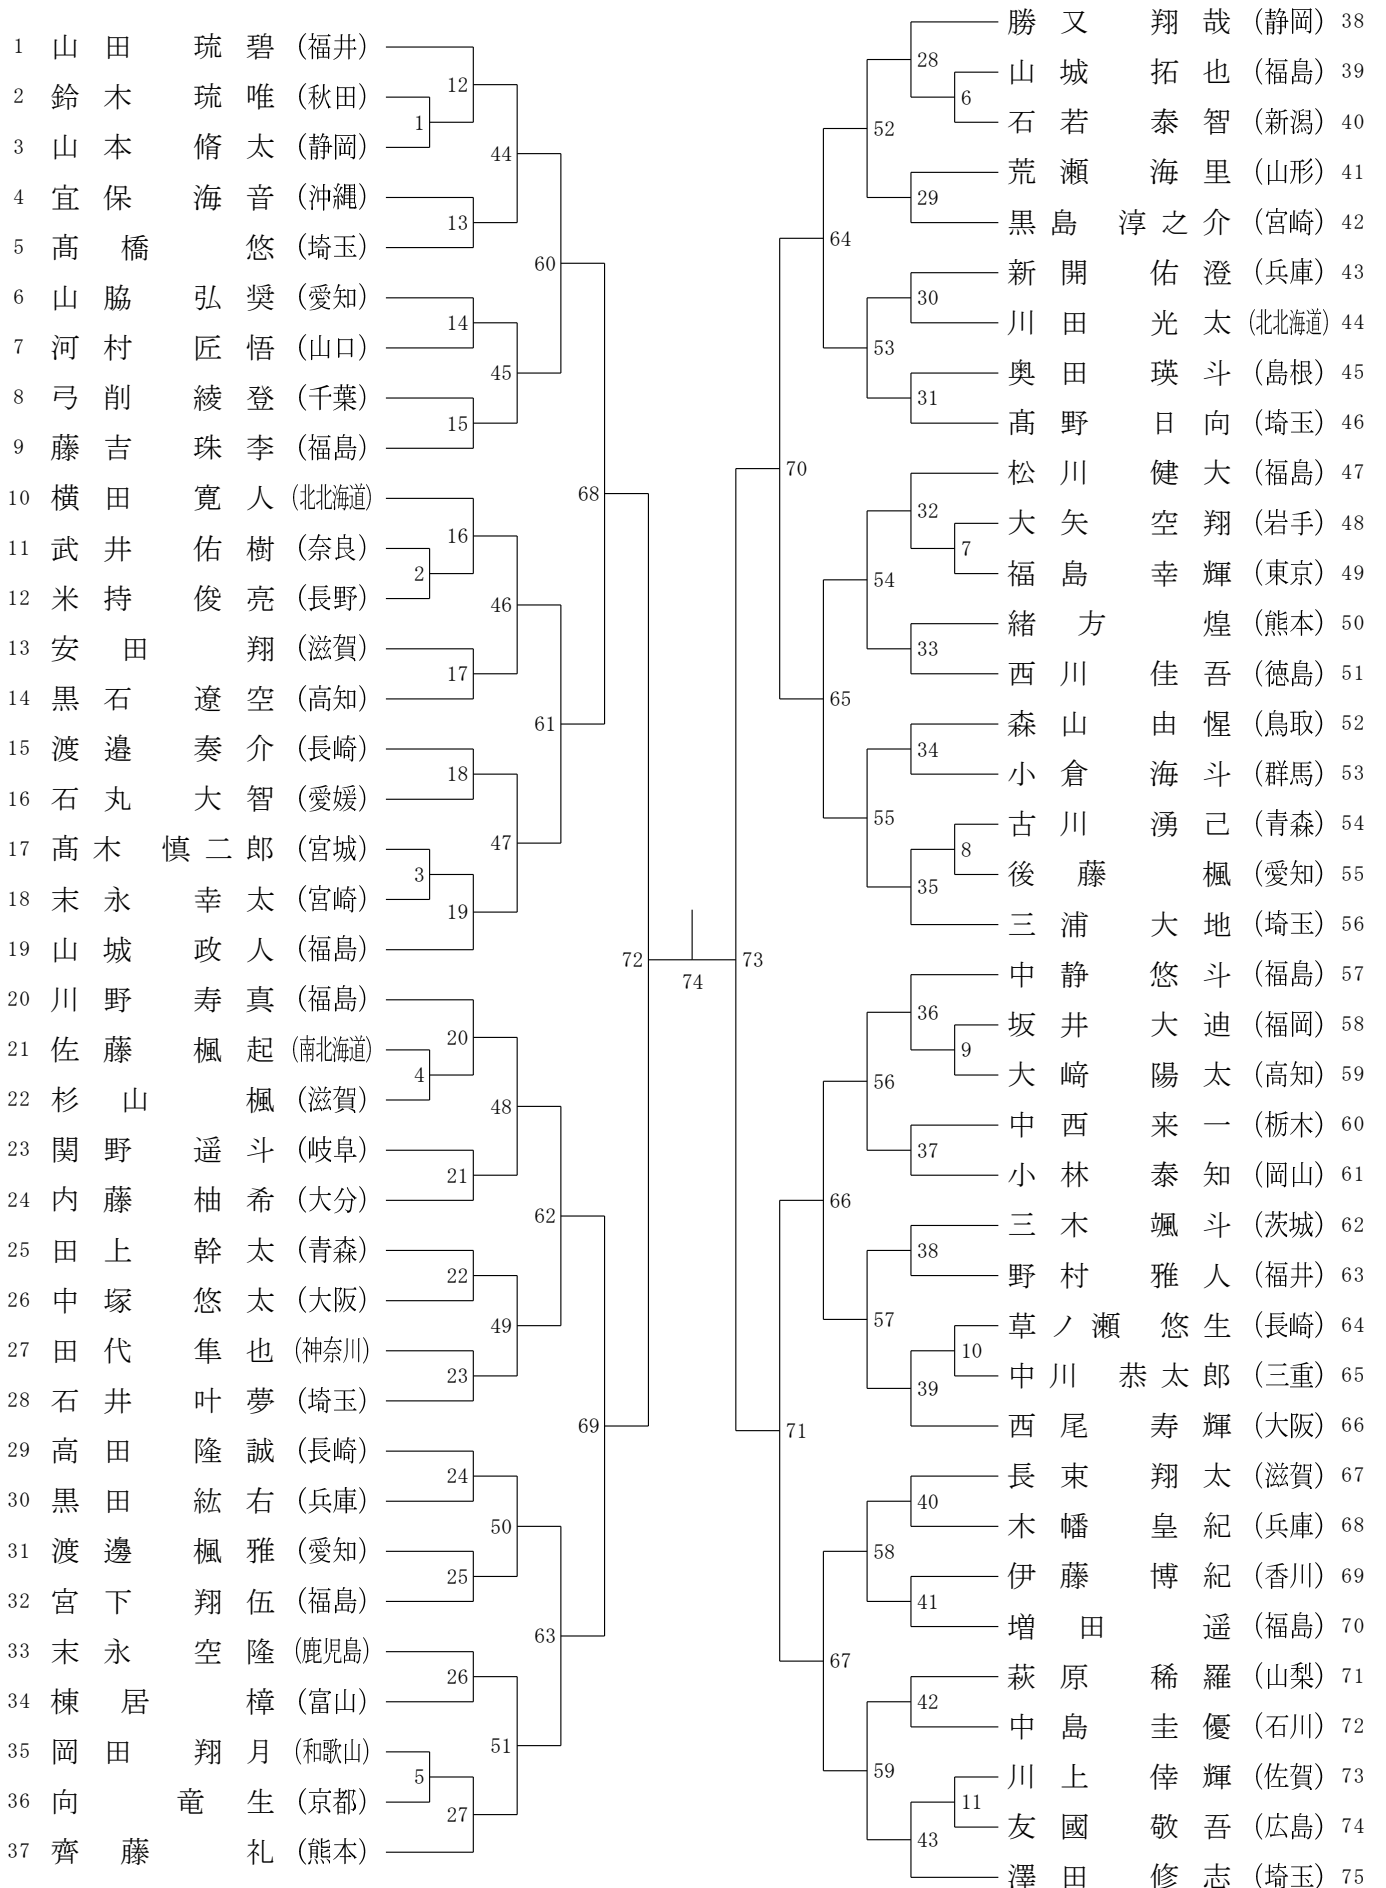 1 山田 琉碧 (福井)
2 鈴木 琉唯 (秋田)
3 山本 脩太 (静岡)
4 宜保 海音 (沖縄)
5 髙橋 悠 (埼玉)
6 山脇 弘奨 (愛知)
7 河村 匠悟 (山口)
8 弓削 綾登 (千葉)
9 藤吉 珠李 (福島)
10 横田 寛人 (北北海道)
11 武井 佑樹 (奈良)
12 米持 俊亮 (長野)
13 安田 翔 (滋賀)
14 黒石 遼空 (高知)
15 渡邉 奏介 (長崎)
16 石丸 大智 (愛媛)
17 髙木 慎二郎 (宮城)
18 末永 幸太 (宮崎)
19 山城 政人 (福島)
20 川野 寿真 (福島)
21 佐藤 楓起 (南北海道)
22 杉山 楓 (滋賀)
23 関野 遥斗 (岐阜)
24 内藤 柚希 (大分)
25 田上 幹太 (青森)
26 中塚 悠太 (大阪)
27 田代 隼也 (神奈川)
28 石井 叶夢 (埼玉)
29 高田 隆誠 (長崎)
30 黒田 紘右 (兵庫)
31 渡邊 楓雅 (愛知)
32 宮下 翔伍 (福島)
33 末永 空隆 (鹿児島)
34 棟居 樟 (富山)
35 岡田 翔月 (和歌山)
36 向 竜生 (京都)
37 齊藤 礼 (熊本)
1
2
3
4
5
12
13
14
15
16
17
18
19
20
21
22
23
24
25
26
27
44
45
46
47
48
49
50
51
60
61
62
63
68
69
72
74
73
70
71
64
65
66
67
52
53
54
55
56
57
58
59
28
29
30
31
32
33
34
35
36
37
38
39
40
41
42
43
6
7
8
9
10
11
勝又 翔哉 (静岡) 38
山城 拓也 (福島) 39
石若 泰智 (新潟) 40
荒瀬 海里 (山形) 41
黒島 淳之介 (宮崎) 42
新開 佑澄 (兵庫) 43
川田 光太 (北北海道) 44
奥田 瑛斗 (島根) 45
髙野 日向 (埼玉) 46
松川 健大 (福島) 47
大矢 空翔 (岩手) 48
福島 幸輝 (東京) 49
緒方 煌 (熊本) 50
西川 佳吾 (徳島) 51
森山 由惺 (鳥取) 52
小倉 海斗 (群馬) 53
古川 湧己 (青森) 54
後藤 楓 (愛知) 55
三浦 大地 (埼玉) 56
中静 悠斗 (福島) 57
坂井 大迪 (福岡) 58
大﨑 陽太 (高知) 59
中西 来一 (栃木) 60
小林 泰知 (岡山) 61
三木 颯斗 (茨城) 62
野村 雅人 (福井) 63
草ノ瀬 悠生 (長崎) 64
中川 恭太郎 (三重) 65
西尾 寿輝 (大阪) 66
長束 翔太 (滋賀) 67
木幡 皇紀 (兵庫) 68
伊藤 博紀 (香川) 69
増田 遥 (福島) 70
萩原 稀羅 (山梨) 71
中島 圭優 (石川) 72
川上 倖輝 (佐賀) 73
友國 敬吾 (広島) 74
澤田 修志 (埼玉) 75